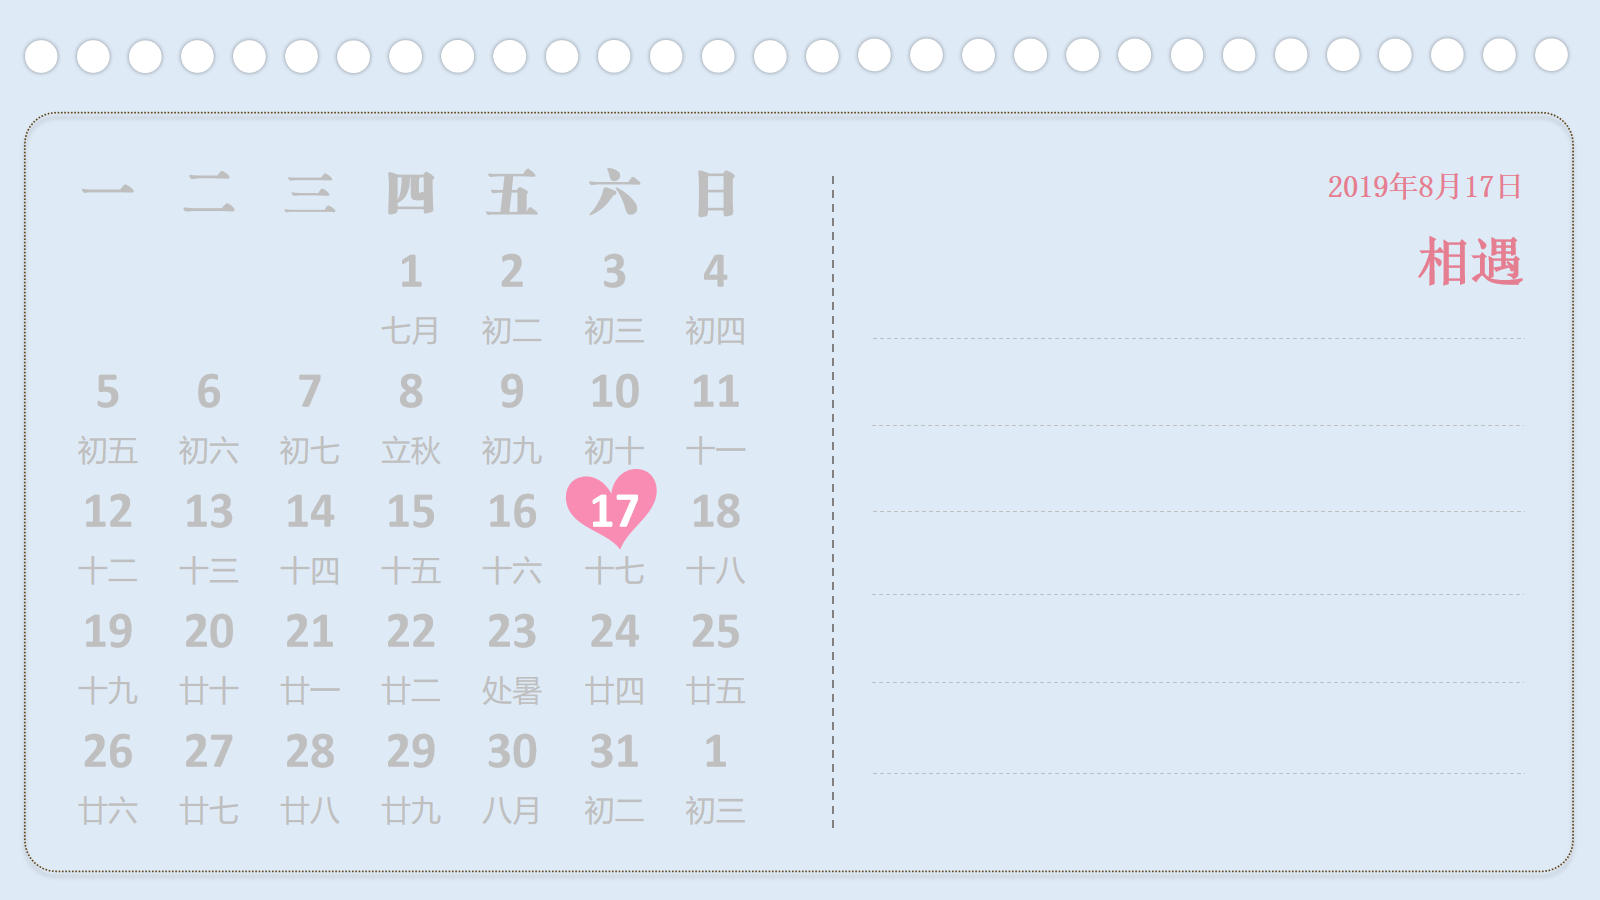 一 二 三 四 五 六 日
1 2 3 4
七月 初二 初三 初四
5 6 7 8 9 10 11
初五 初六 初七 立秋 初九 初十 十一
12 13 14 15 16 17 18
十二 十三 十四 十五 十六 十七 十八
19 20 21 22 23 24 25
十九 廿十 廿一 廿二 处暑 廿四 廿五
26 27 28 29 30 31 1
廿六 廿七 廿八 廿九 八月 初二 初三
2019年8月17日
相遇